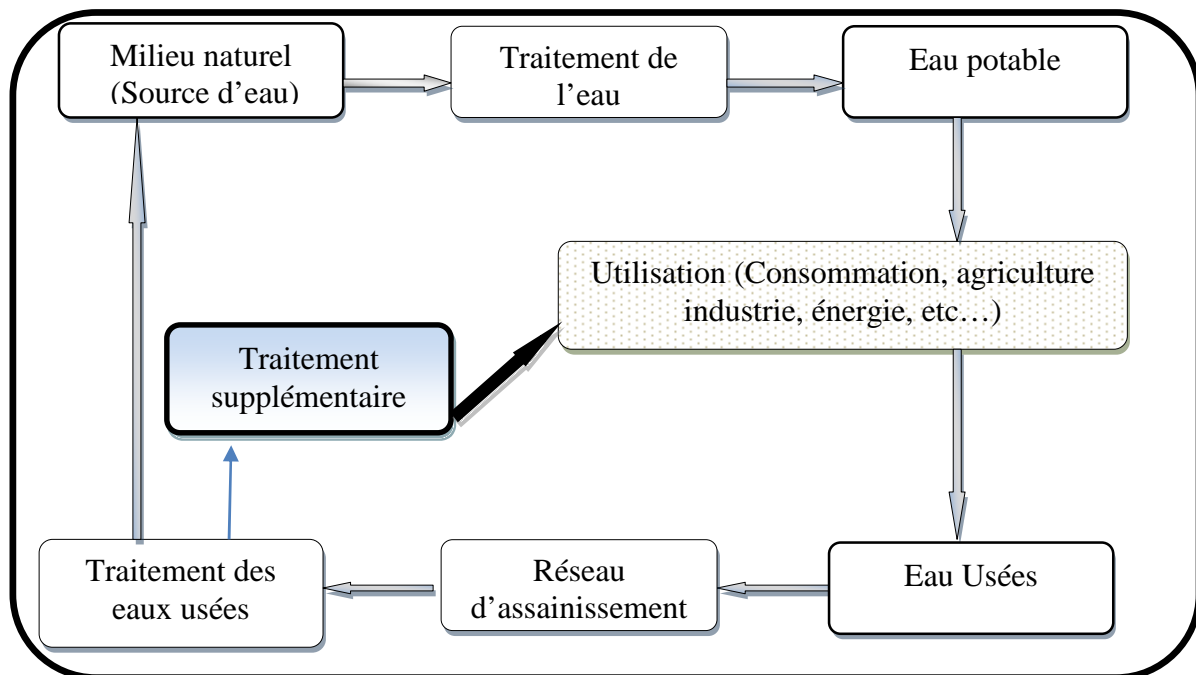 Milieu naturel
(Source d’eau)
Traitement de
l’eau
Eau potable
Utilisation (Consommation, agriculture
industrie, énergie, etc…)
Traitement
supplémentaire
Traitement des
eaux usées
Réseau
d’assainissement
Eau Usées